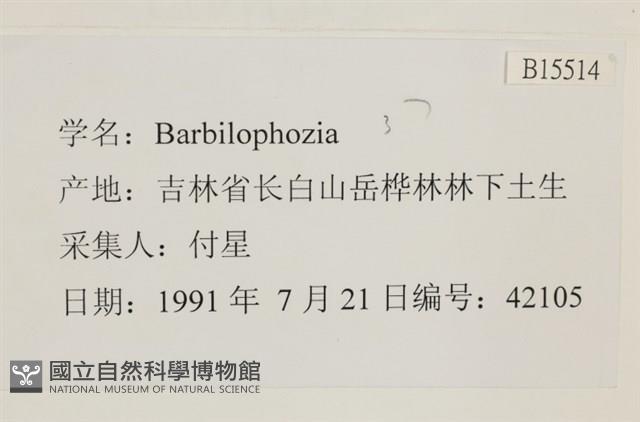 B15514
学名：Barbilophozia
产地：吉林省长白山岳桦林林下土生
采集人：付星
日期：1991 年 7 月 21 日编号：42105
國立自然科學博物館
NATIONAL MUSEUM OF NATURAL SCIENCE